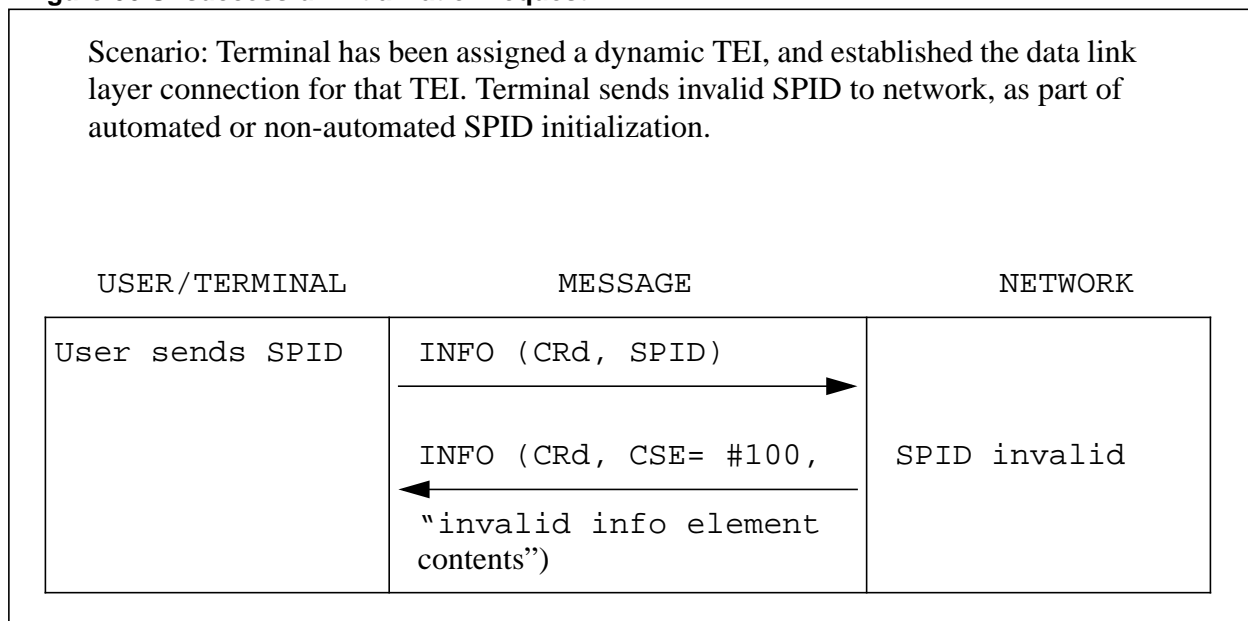 Scenario: Terminal has been assigned a dynamic TEI, and established the data link
layer connection for that TEI. Terminal sends invalid SPID to network, as part of
automated or non-automated SPID initialization.
USER/TERMINAL MESSAGE NETWORK
User sends SPID INFO (CRd, SPID)
INFO (CRd, CSE= #100, SPID invalid
“invalid info element
contents”)